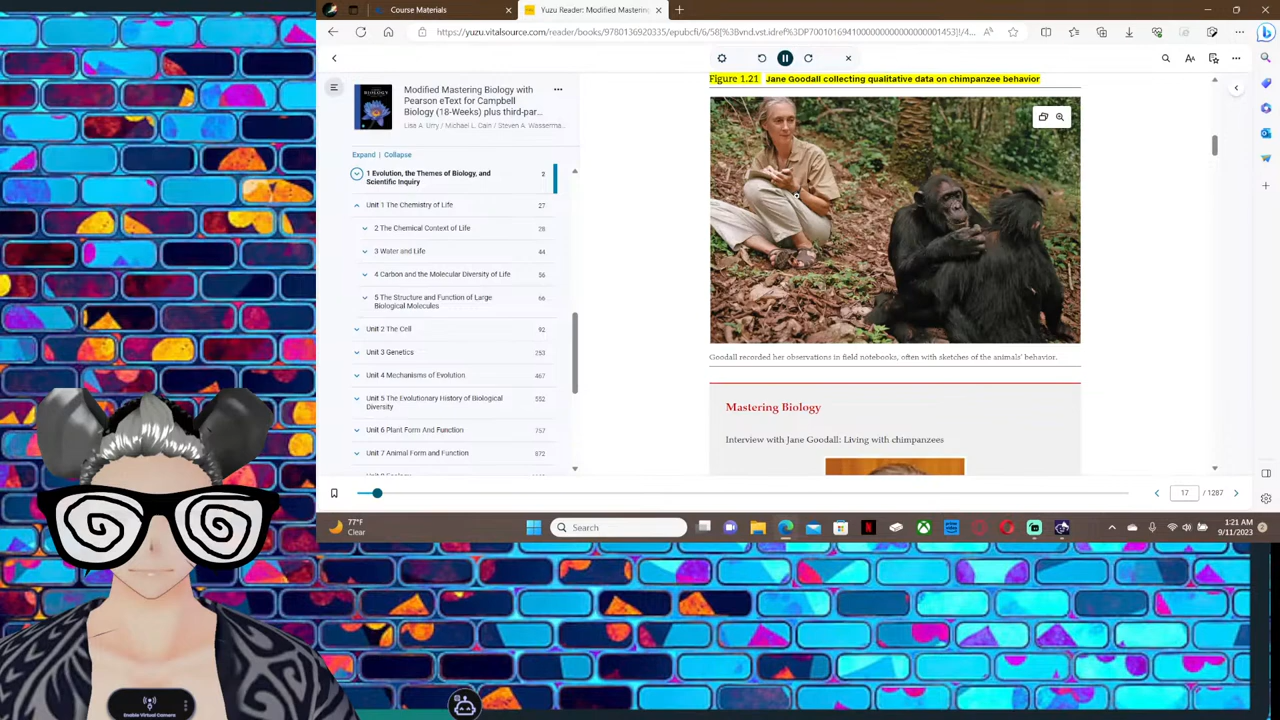 Course Materials
Yuzu Reader: Modified Mastering
https://yuzu.vitalsource.com/reader/books/9780136920335/epubcfi/6/58[%3Bvnd.vst.idref%3DP7001016941000000000000000001453]!/4...
Figure 1.21 Jane Goodall collecting qualitative data on chimpanzee behavior
Modified Mastering Biology with
Pearson eText for Campbell
Biology (18-Weeks) plus third-par...
Lisa A. Urry / Michael L. Cain / Steven A. Wasserma...
Expand | Collapse
1 Evolution, the Themes of Biology, and
Scientific Inquiry 2
Unit 1 The Chemistry of Life 27
2 The Chemical Context of Life 28
3 Water and Life 44
4 Carbon and the Molecular Diversity of Life 56
5 The Structure and Function of Large
Biological Molecules 66
Unit 2 The Cell 92
Unit 3 Genetics 253
Unit 4 Mechanisms of Evolution 467
Unit 5 The Evolutionary History of Biological
Diversity 552
Unit 6 Plant Form And Function 757
Unit 7 Animal Form and Function 872
Goodall recorded her observations in field notebooks, often with sketches of the animals' behavior.
Mastering Biology
Interview with Jane Goodall: Living with chimpanzees
17 / 1287
77°F
Clear
Search
1:21 AM
9/11/2023
Enable Virtual Camera